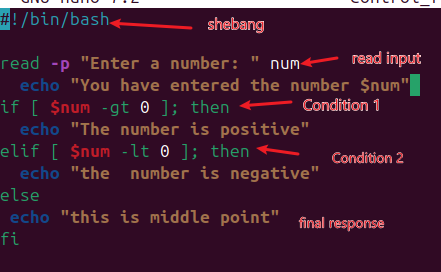 GNU nano 7.2
#!/bin/bash
shebang
read -p "Enter a number: " num
read input
echo "You have entered the number $num"
if [ $num -gt 0 ]; then
Condition 1
echo "The number is positive"
elif [ $num -lt 0 ]; then
Condition 2
echo "the  number is negative"
else
echo "this is middle point"
final response
fi